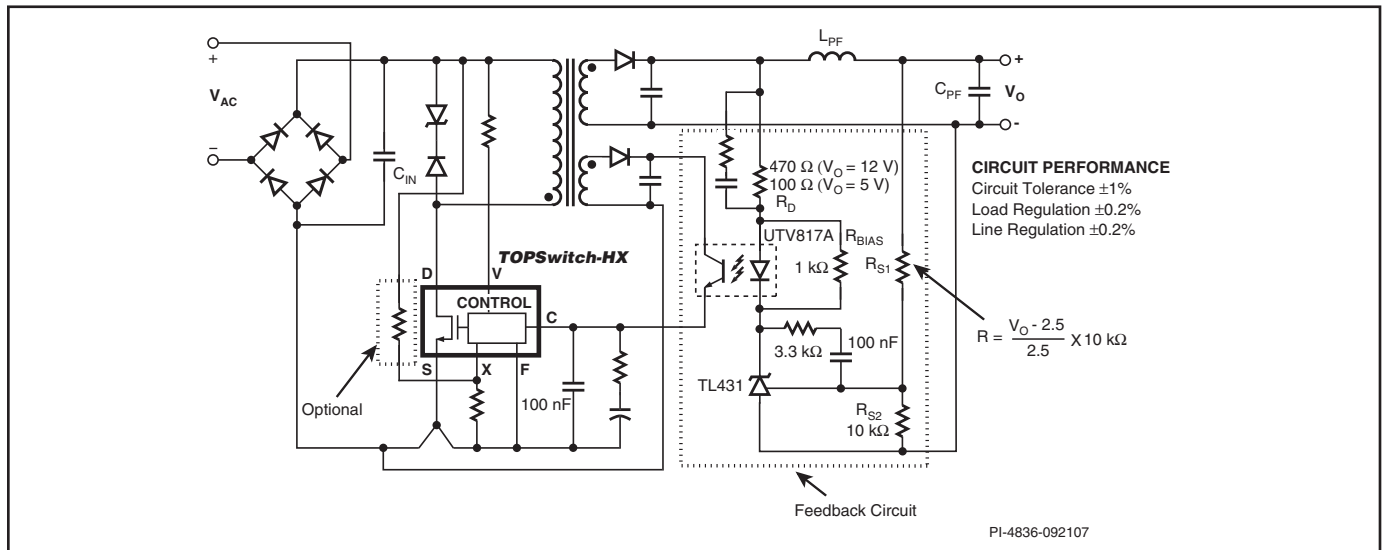 +
V_AC
−
C_IN
TOPSwitch-HX
D
V
CONTROL
C
S
X
F
100 nF
Optional
L_PF
+
C_PF
V_O
-
470 Ω (V_O = 12 V)
100 Ω (V_O = 5 V)
R_D
UTV817A
R_BIAS
1 kΩ
R_S1
3.3 kΩ
100 nF
TL431
R_S2
10 kΩ
Feedback Circuit
CIRCUIT PERFORMANCE
Circuit Tolerance ±1%
Load Regulation ±0.2%
Line Regulation ±0.2%
R = (V_O - 2.5) / 2.5 X 10 kΩ
PI-4836-092107